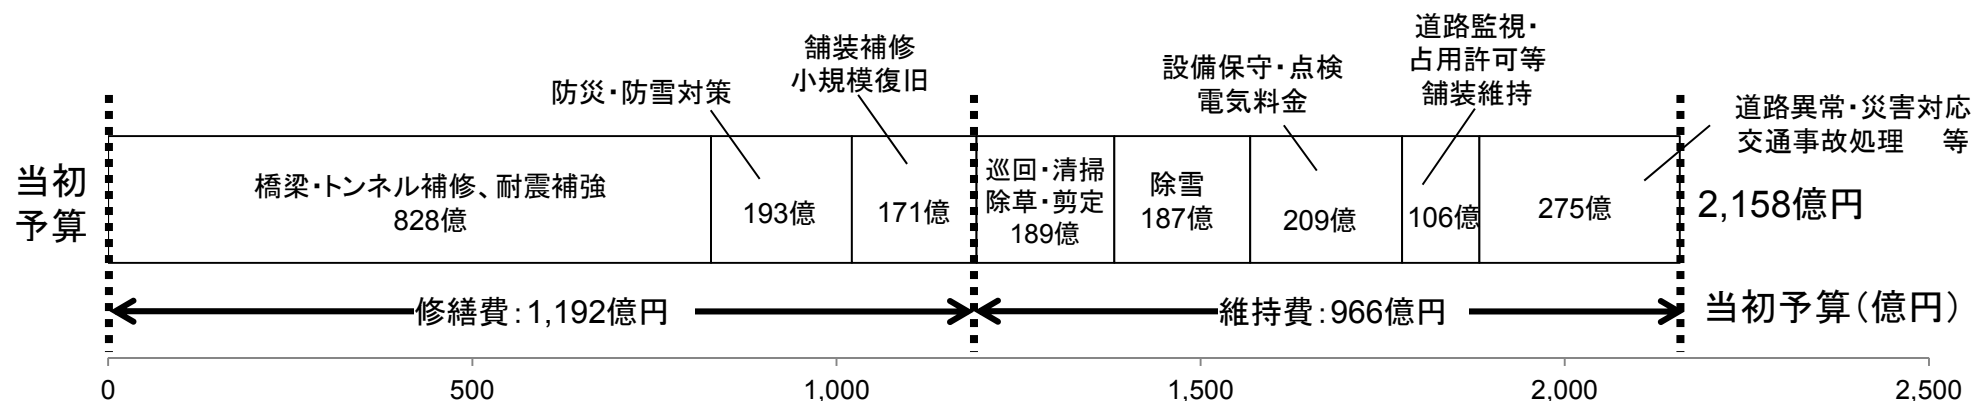 舗装補修
小規模復旧
防災・防雪対策
設備保守・点検
電気料金
道路監視・
占用許可等
舗装維持
道路異常・災害対応
交通事故処理　等
当初
予算
橋梁・トンネル補修、耐震補強
828億
193億
171億
巡回・清掃
除草・剪定
189億
除雪
187億
209億
106億
275億
2,158億円
修繕費：1,192億円
維持費：966億円
当初予算（億円）
0
500
1,000
1,500
2,000
2,500